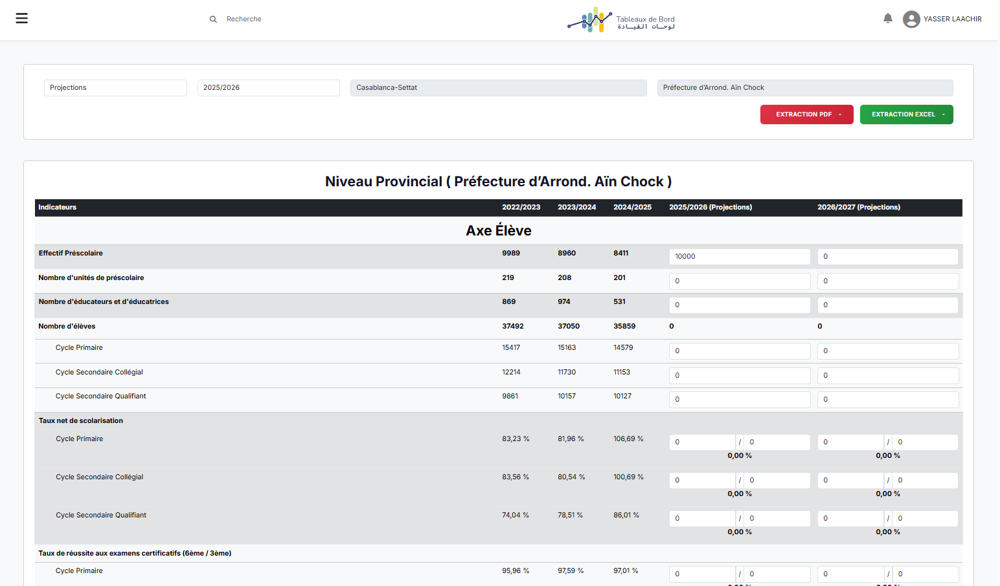 Recherche
Tableaux de Bord
لوحات القيادة
YASSER LAACHIR
Projections
2025/2026
Casablanca-Settat
Préfecture d’Arrond. Aïn Chock
EXTRACTION PDF
EXTRACTION EXCEL
Niveau Provincial ( Préfecture d’Arrond. Aïn Chock )
Indicateurs 2022/2023 2023/2024 2024/2025 2025/2026 (Projections) 2026/2027 (Projections)
Axe Élève
Effectif Préscolaire 9989 8960 8411 10000 0
Nombre d'unités de préscolaire 219 208 201 0 0
Nombre d'éducateurs et d'éducatrices 869 974 531 0 0
Nombre d'élèves 37492 37050 35859 0 0
Cycle Primaire 15417 15163 14579 0 0
Cycle Secondaire Collégial 12214 11730 11153 0 0
Cycle Secondaire Qualifiant 9861 10157 10127 0 0
Taux net de scolarisation
Cycle Primaire 83,23 % 81,96 % 106,69 % 0 / 0 0 / 0
0,00 % 0,00 %
Cycle Secondaire Collégial 83,56 % 80,54 % 100,69 % 0 / 0 0 / 0
0,00 % 0,00 %
Cycle Secondaire Qualifiant 74,04 % 78,51 % 86,01 % 0 / 0 0 / 0
0,00 % 0,00 %
Taux de réussite aux examens certificatifs (6ème / 3ème)
Cycle Primaire 95,96 % 97,59 % 97,01 % 0 / 0 0 / 0